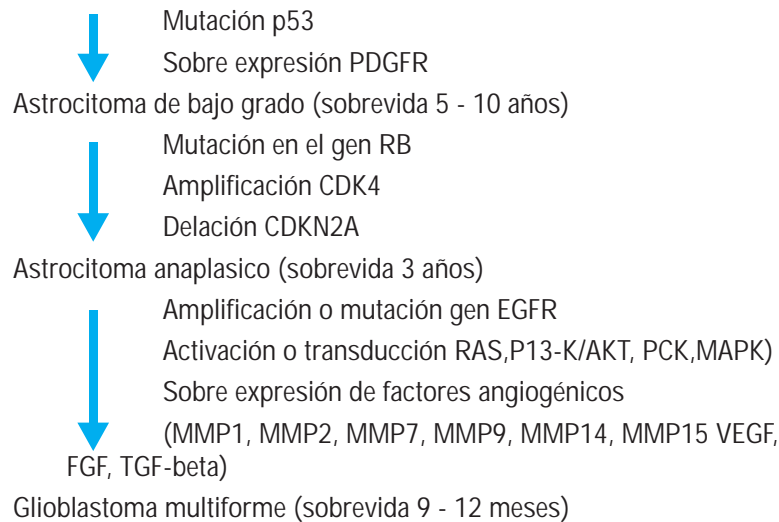 Mutación p53
Sobre expresión PDGFR
Astrocitoma de bajo grado (sobrevida 5 - 10 años)
Mutación en el gen RB
Amplificación CDK4
Delación CDKN2A
Astrocitoma anaplasico (sobrevida 3 años)
Amplificación o mutación gen EGFR
Activación o transducción RAS,P13-K/AKT, PCK,MAPK)
Sobre expresión de factores angiogénicos
(MMP1, MMP2, MMP7, MMP9, MMP14, MMP15 VEGF,
FGF, TGF-beta)
Glioblastoma multiforme (sobrevida 9 - 12 meses)